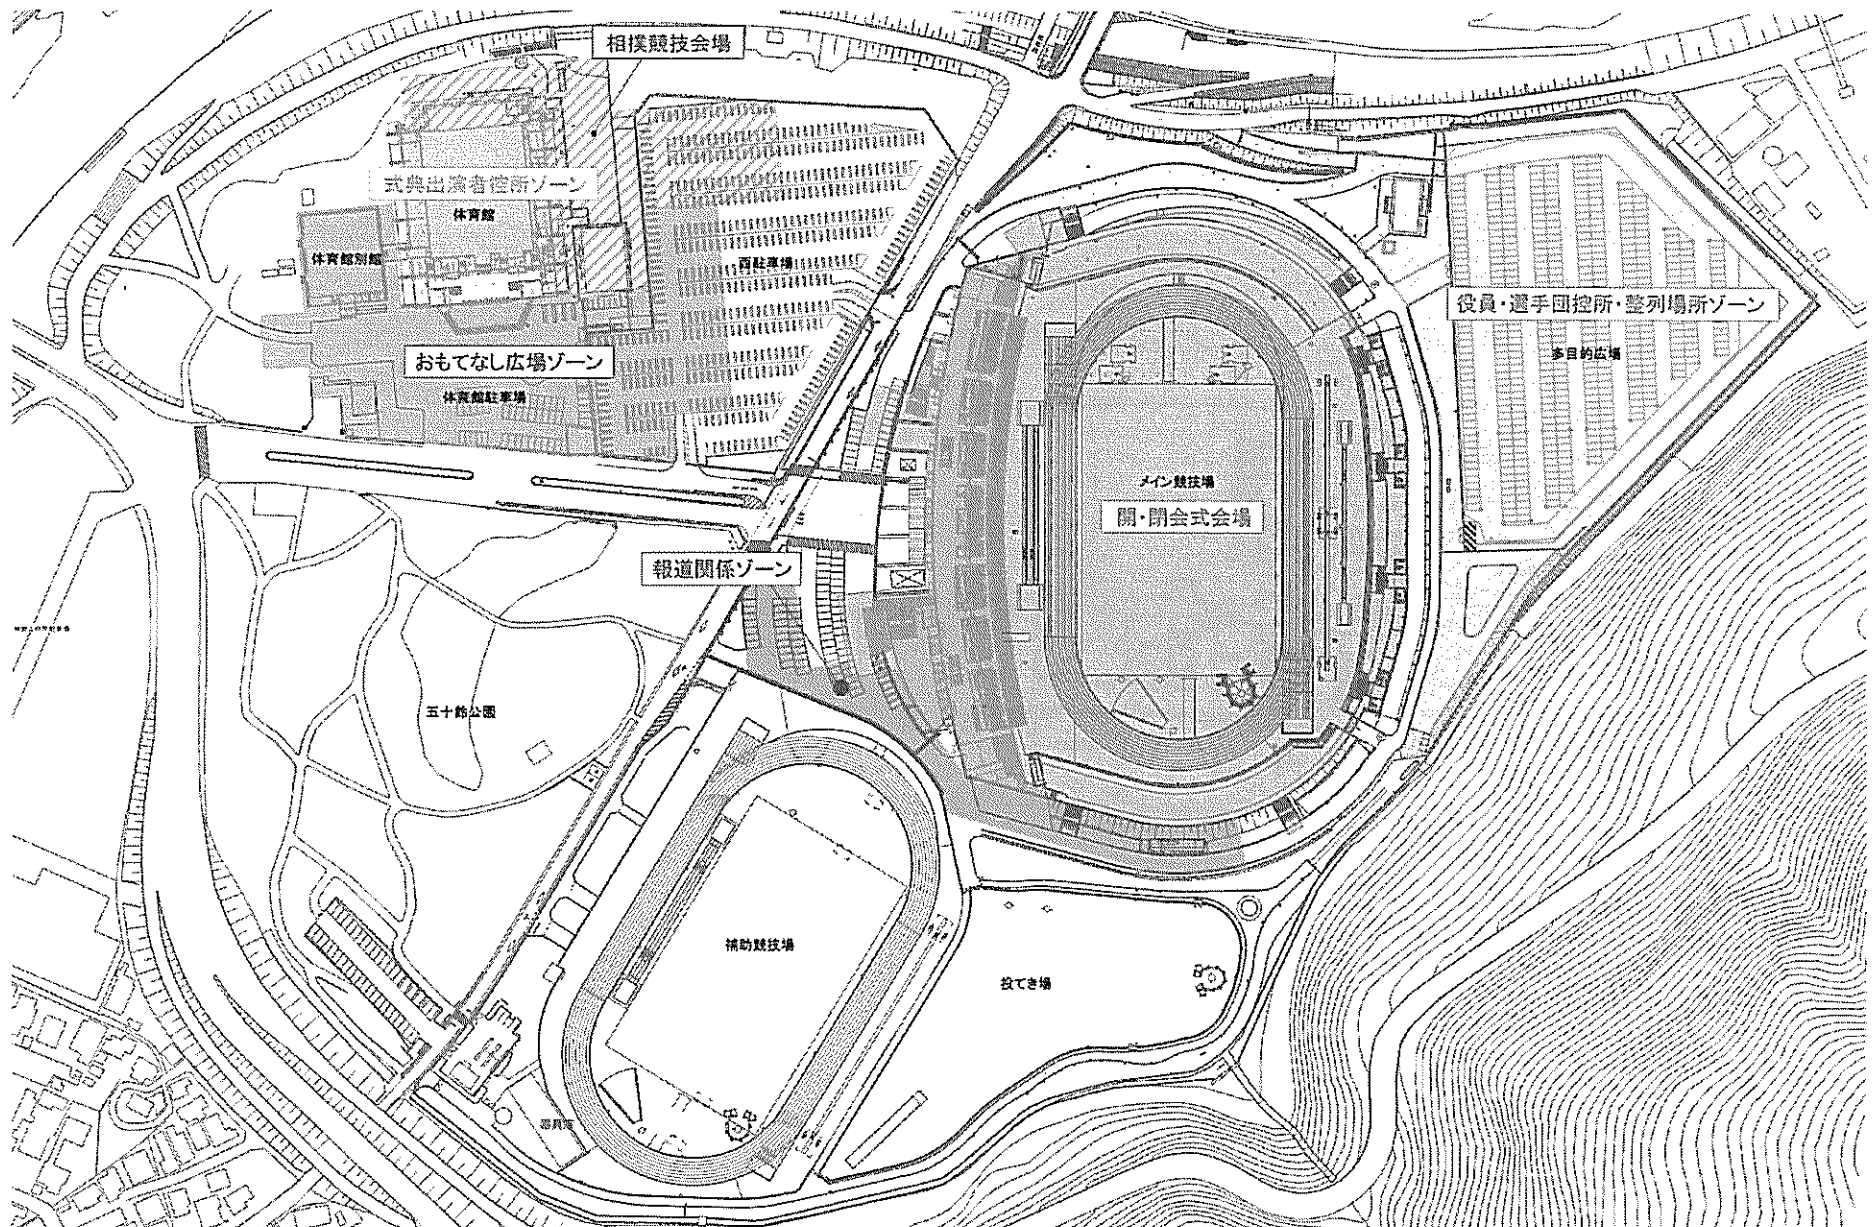 相撲競技会場
式典出演者控所ゾーン
体育館
体育館別館
西駐車場
役員・選手団控所・整列場所ゾーン
多目的広場
おもてなし広場ゾーン
体育館駐車場
メイン競技場
開・閉会式会場
報道関係ゾーン
五十鈴公園
補助競技場
投てき場